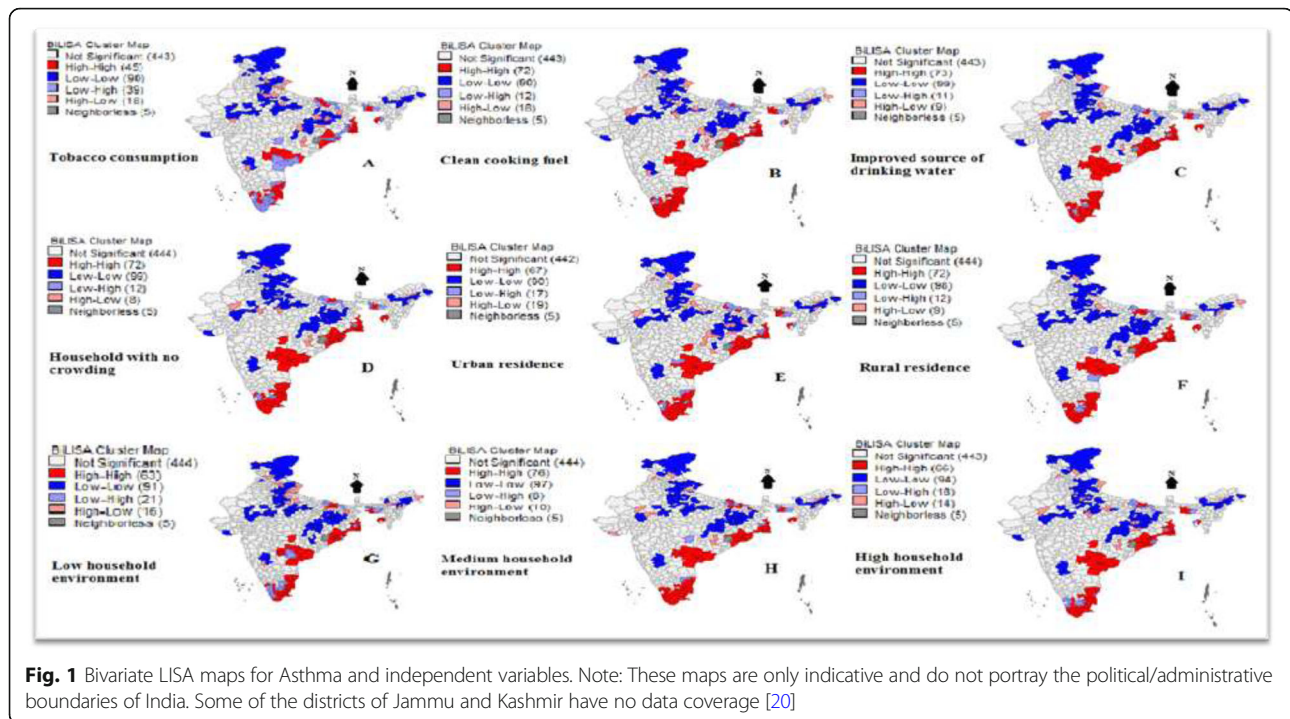 BiLISA Cluster Map
Not Significant (443)
High-High (45)
Low-Low (90)
Low-High (39)
High-Low (18)
Neighborless (5)
Tobacco consumption
A
N
BiLISA Cluster Map
Not Significant (443)
High-High (72)
Low-Low (90)
Low-High (12)
High-Low (18)
Neighborless (5)
Clean cooking fuel
B
N
BiLISA Cluster Map
Not Significant (443)
High-High (73)
Low-Low (99)
Low-High (11)
High-Low (9)
Neighborless (5)
Improved source of
drinking water
C
N
BiLISA Cluster Map
Not Significant (444)
High-High (72)
Low-Low
Low-High (12)
High-Low (8)
Neighborless (5)
Household with no
crowding
D
N
BiLISA Cluster Map
Not Significant (442)
High-High (67)
Low-Low (90)
Low-High (17)
High-Low (19)
Neighborless (5)
Urban residence
E
N
BiLISA Cluster Map
Not Significant (444)
High-High (72)
Low-Low
Low-High (12)
High-Low (9)
Neighborless (5)
Rural residence
F
N
BiLISA Cluster Map
Not Significant (444)
High-High
Low-Low (91)
Low-High (21)
High-Low (16)
Neighborless (5)
Low household
environment
G
N
BiLISA Cluster Map
Not Significant (444)
High-High (76)
Low-Low (97)
Low-High
High-Low (10)
Neighborless (5)
Medium household
environment
H
N
BiLISA Cluster Map
Not Significant (443)
High-High (66)
Low-Low (94)
Low-High (18)
High-Low (14)
Neighborless (5)
High household
environment
I
N
Fig. 1 Bivariate LISA maps for Asthma and independent variables. Note: These maps are only indicative and do not portray the political/administrative
boundaries of India. Some of the districts of Jammu and Kashmir have no data coverage [20]